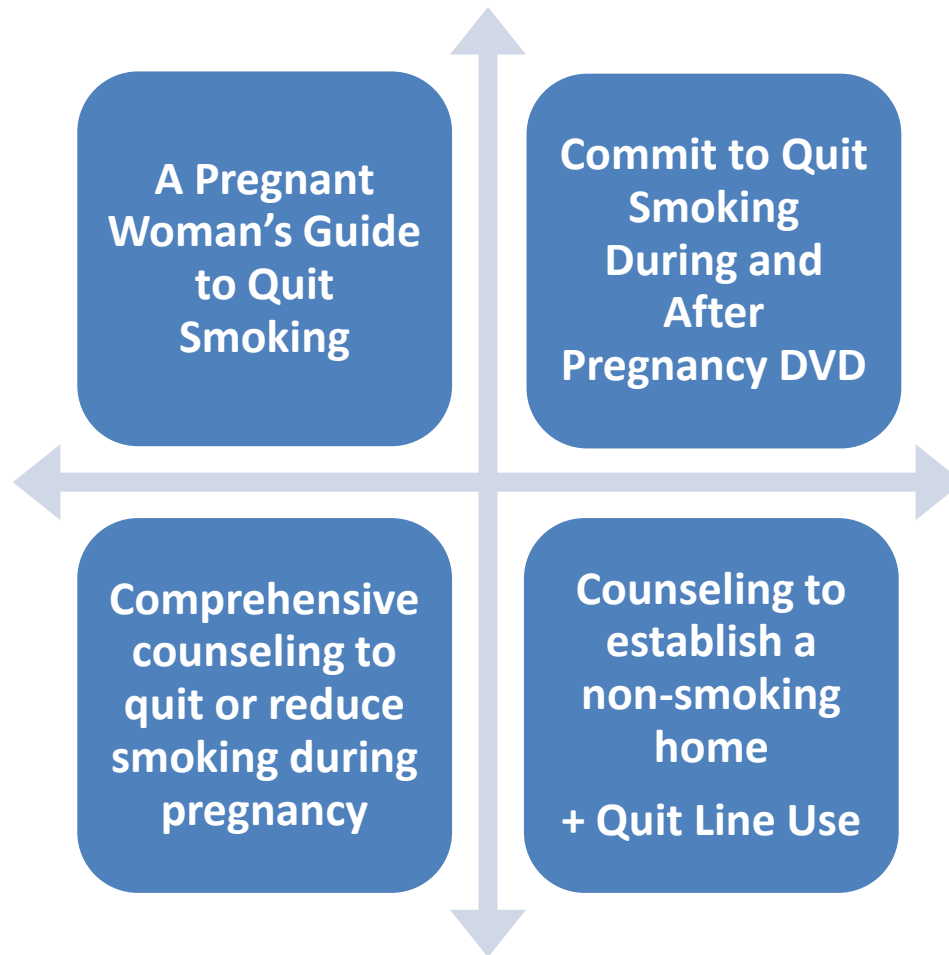 A Pregnant
Woman’s Guide
to Quit
Smoking
Commit to Quit
Smoking
During and
After
Pregnancy DVD
Comprehensive
counseling to
quit or reduce
smoking during
pregnancy
Counseling to
establish a
non-smoking
home
+ Quit Line Use